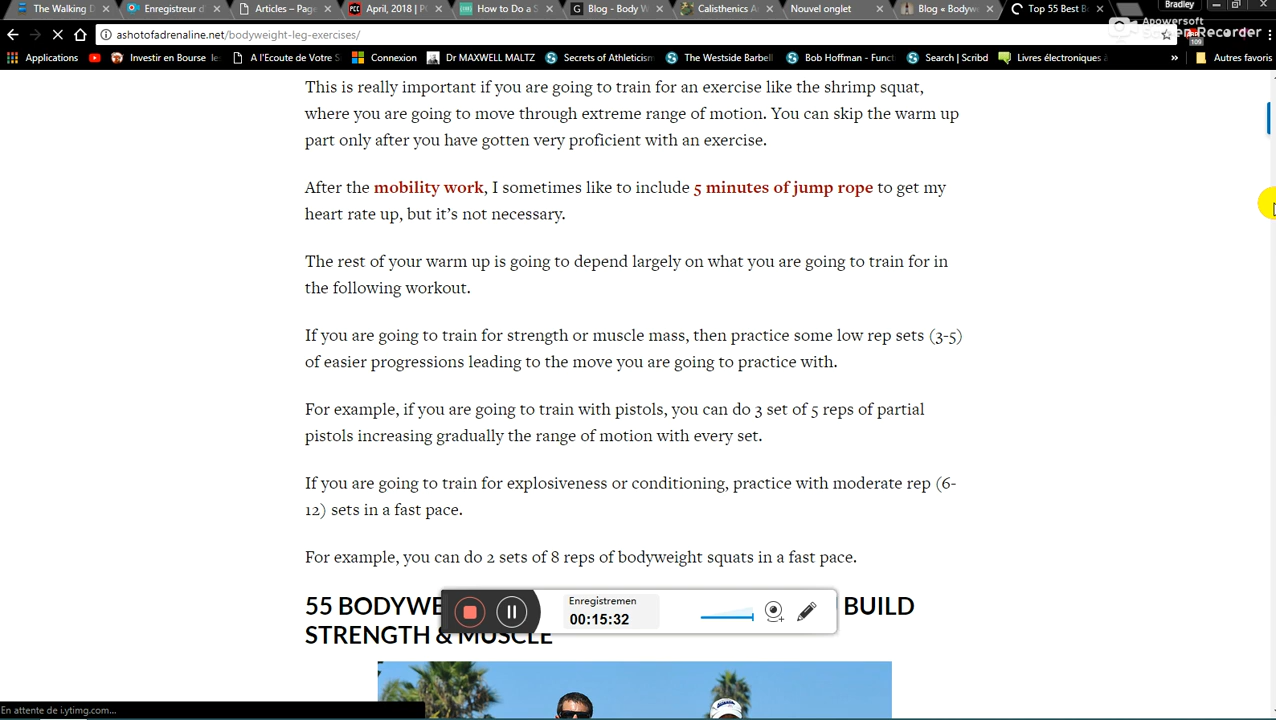 The Walking D
Enregistreur d'
Articles – Page
April, 2018 | PC
How to Do a S
Blog - Body W
Calisthenics A
Nouvel onglet
Blog « Bodyw
Top 55 Best Bo
Bradley
Apowersoft
Screen Recorder
ashotofadrenaline.net/bodyweight-leg-exercises/
109
Applications
Investir en Bourse le
A l'Ecoute de Votre S
Connexion
Dr MAXWELL MALTZ
Secrets of Athleticism
The Westside Barbell
Bob Hoffman - Funct
Search | Scribd
Livres électroniques
»
Autres favoris
This is really important if you are going to train for an exercise like the shrimp squat,
where you are going to move through extreme range of motion. You can skip the warm up
part only after you have gotten very proficient with an exercise.
After the mobility work, I sometimes like to include 5 minutes of jump rope to get my
heart rate up, but it's not necessary.
The rest of your warm up is going to depend largely on what you are going to train for in
the following workout.
If you are going to train for strength or muscle mass, then practice some low rep sets (3-5)
of easier progressions leading to the move you are going to practice with.
For example, if you are going to train with pistols, you can do 3 set of 5 reps of partial
pistols increasing gradually the range of motion with every set.
If you are going to train for explosiveness or conditioning, practice with moderate rep (6-
12) sets in a fast pace.
For example, you can do 2 sets of 8 reps of bodyweight squats in a fast pace.
55 BODYWE
BUILD
STRENGTH & MUSCLE
Enregistremen
00:15:32
En attente de i.ytimg.com...